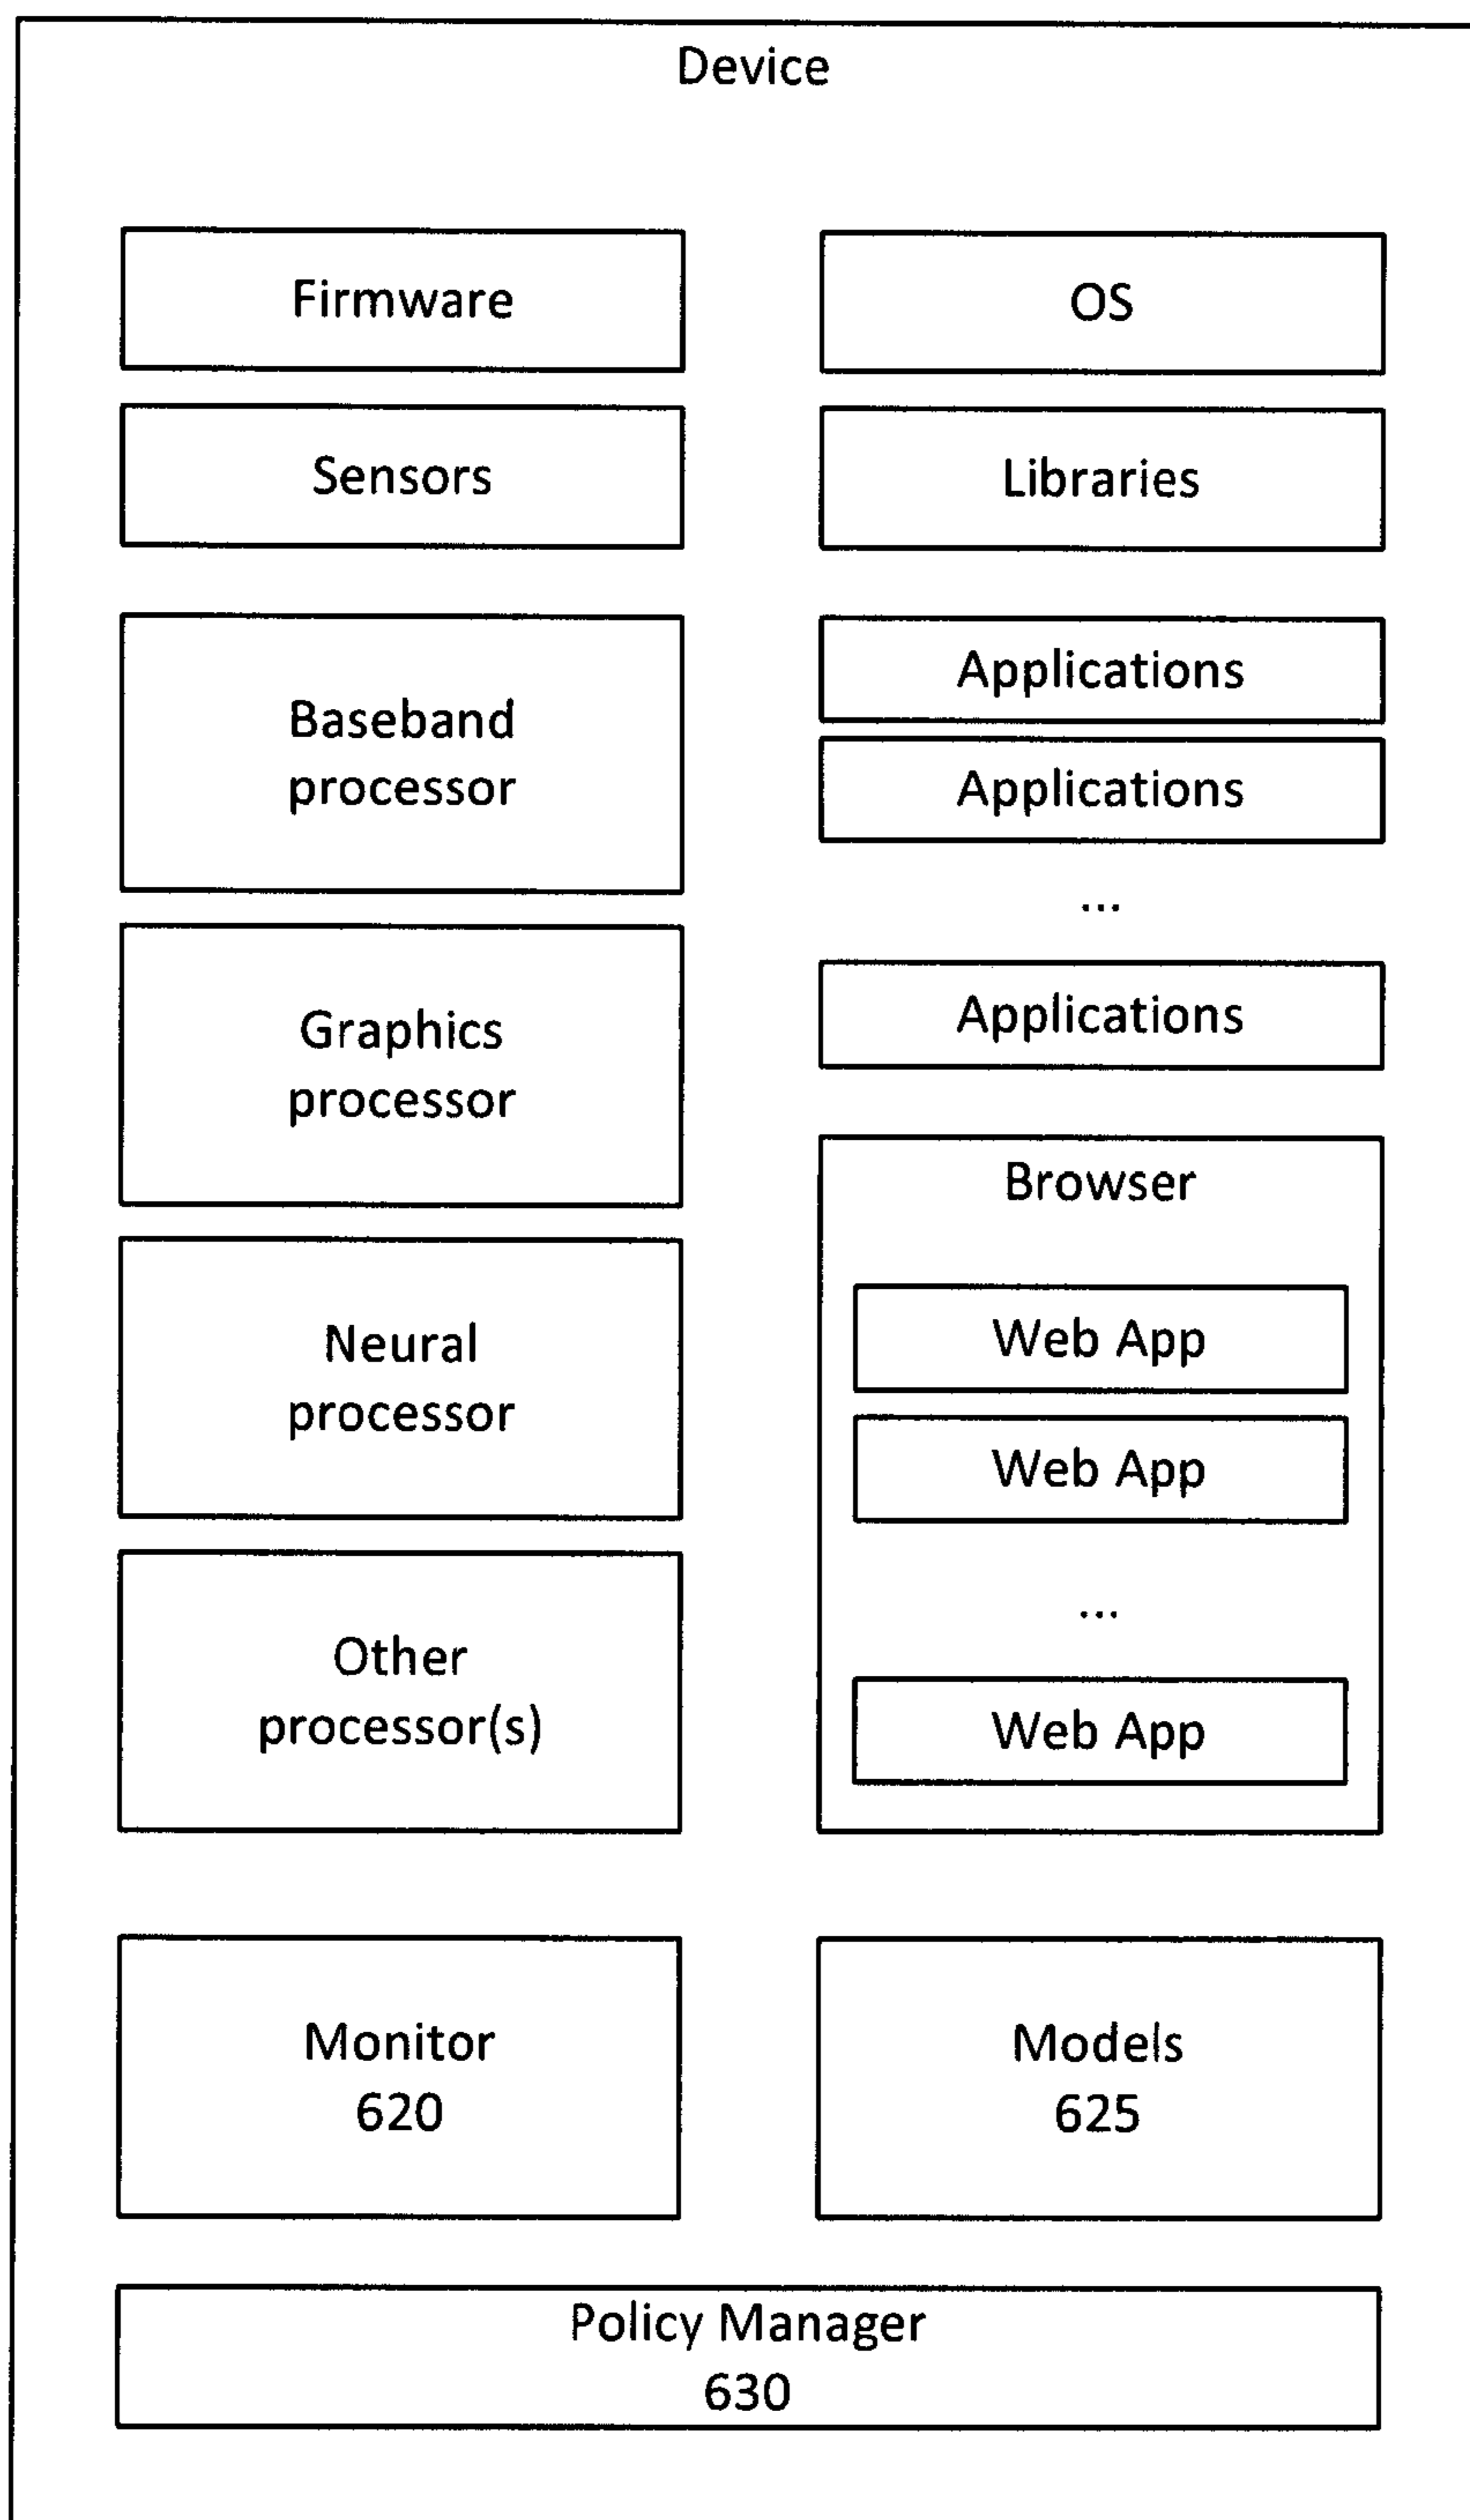 Device
Firmware
OS
Sensors
Libraries
Baseband
processor
Applications
Applications
...
Applications
Graphics
processor
Browser
Web App
Web App
...
Web App
Neural
processor
Other
processor(s)
Monitor
620
Models
625
Policy Manager
630